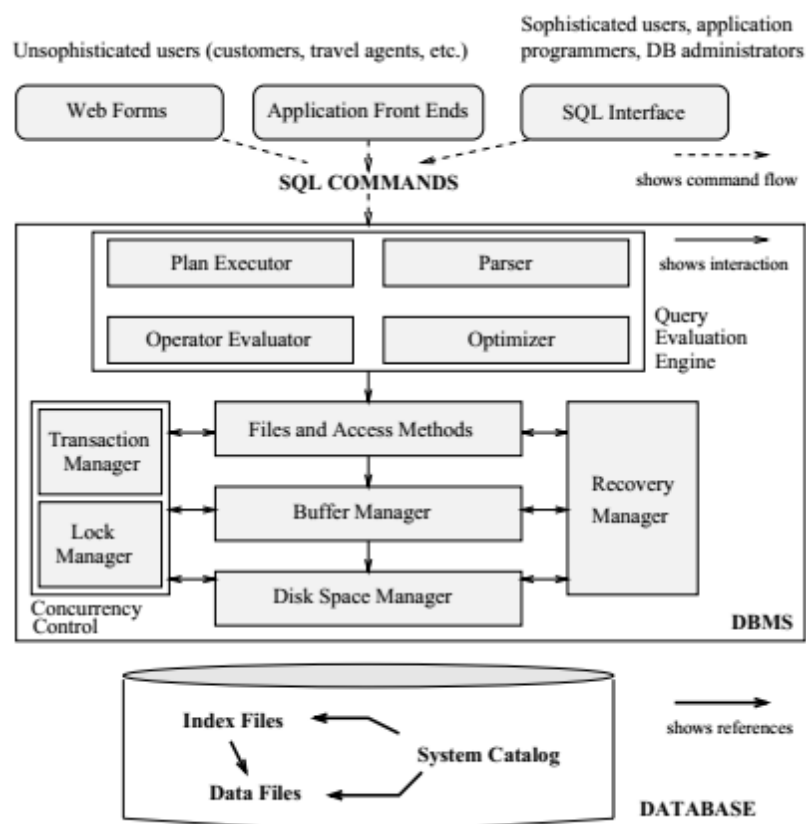 Unsophisticated users (customers, travel agents, etc.)
Sophisticated users, application
programmers, DB administrators
Web Forms
Application Front Ends
SQL Interface
SQL COMMANDS
shows command flow
Plan Executor
Parser
shows interaction
Operator Evaluator
Optimizer
Query
Evaluation
Engine
Files and Access Methods
Transaction
Manager
Recovery
Manager
Buffer Manager
Lock
Manager
Disk Space Manager
Concurrency
Control
DBMS
Index Files
shows references
System Catalog
Data Files
DATABASE